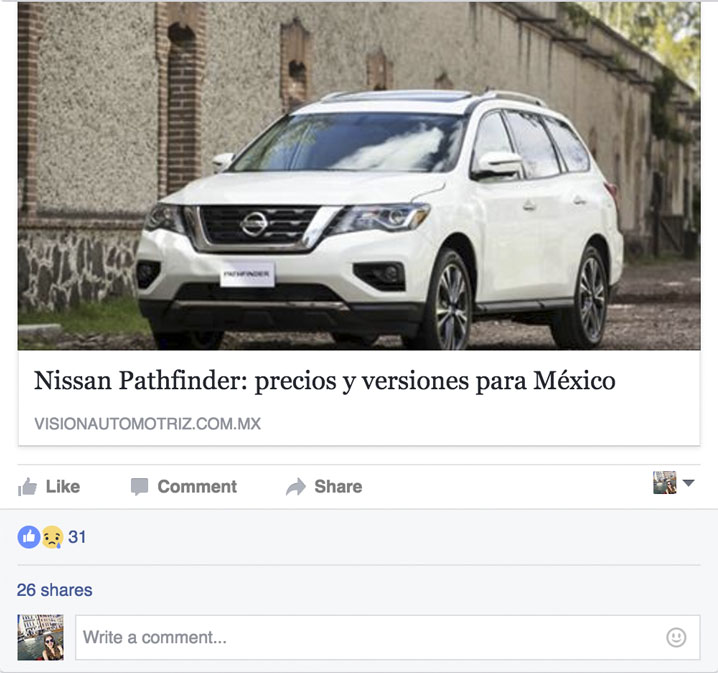 PATHFINDER
Nissan Pathfinder: precios y versiones para México
VISIONAUTOMOTRIZ.COM.MX
Like
Comment
Share
31
26 shares
Write a comment...